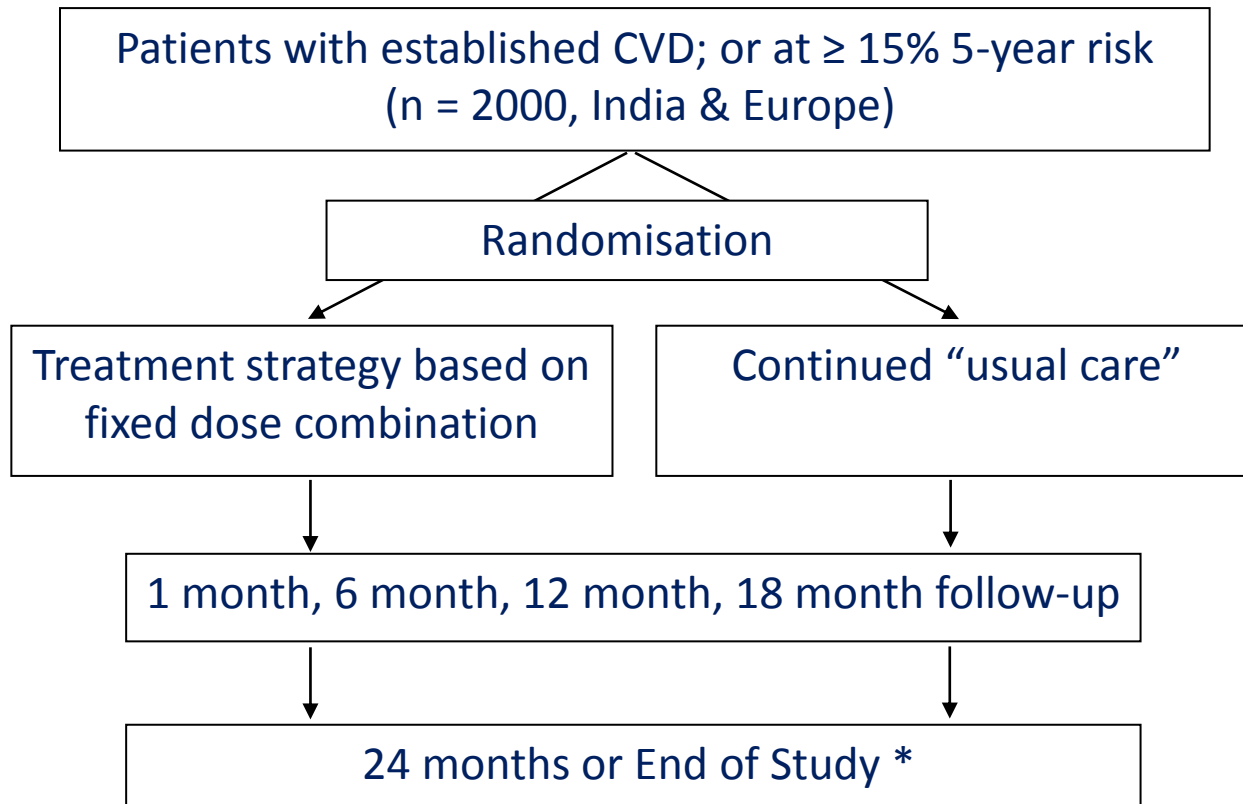 Patients with established CVD; or at ≥ 15% 5-year risk
(n = 2000, India & Europe)
Randomisation
Treatment strategy based on
fixed dose combination
Continued “usual care”
1 month, 6 month, 12 month, 18 month follow-up
24 months or End of Study *